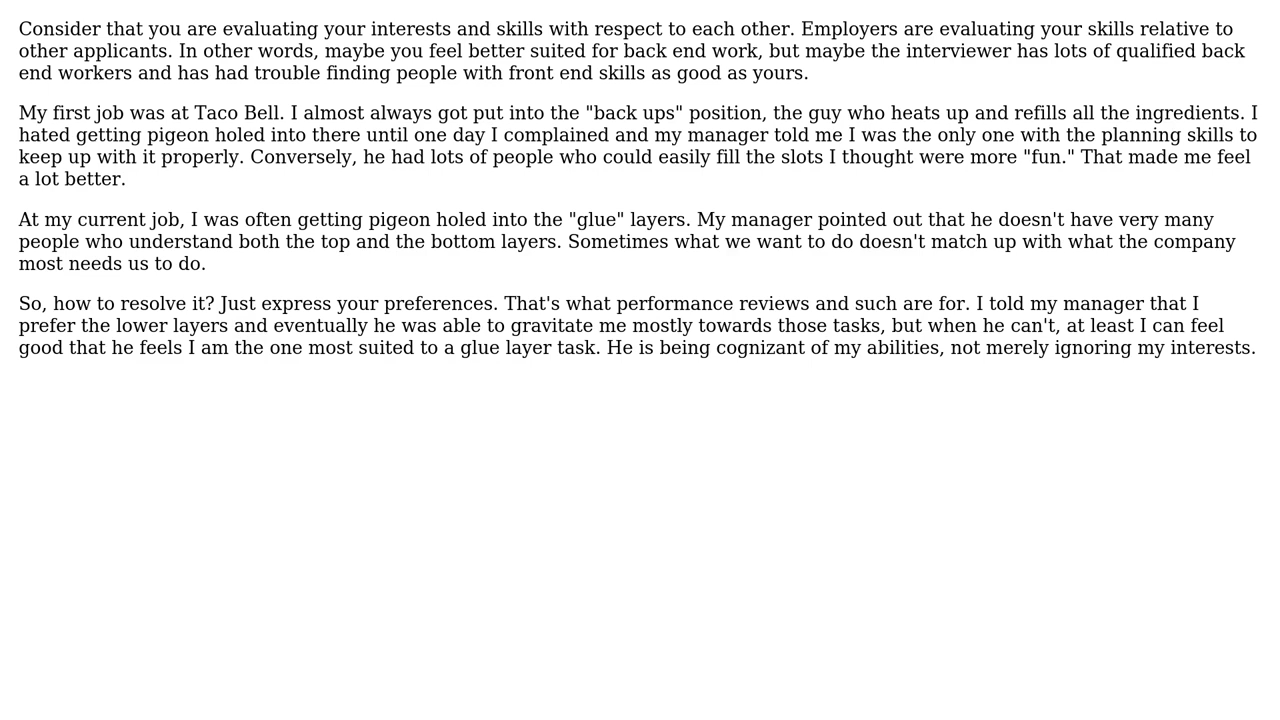 Consider that you are evaluating your interests and skills with respect to each other. Employers are evaluating your skills relative to
other applicants. In other words, maybe you feel better suited for back end work, but maybe the interviewer has lots of qualified back
end workers and has had trouble finding people with front end skills as good as yours.
My first job was at Taco Bell. I almost always got put into the "back ups" position, the guy who heats up and refills all the ingredients. I
hated getting pigeon holed into there until one day I complained and my manager told me I was the only one with the planning skills to
keep up with it properly. Conversely, he had lots of people who could easily fill the slots I thought were more "fun." That made me feel
a lot better.
At my current job, I was often getting pigeon holed into the "glue" layers. My manager pointed out that he doesn't have very many
people who understand both the top and the bottom layers. Sometimes what we want to do doesn't match up with what the company
most needs us to do.
So, how to resolve it? Just express your preferences. That's what performance reviews and such are for. I told my manager that I
prefer the lower layers and eventually he was able to gravitate me mostly towards those tasks, but when he can't, at least I can feel
good that he feels I am the one most suited to a glue layer task. He is being cognizant of my abilities, not merely ignoring my interests.